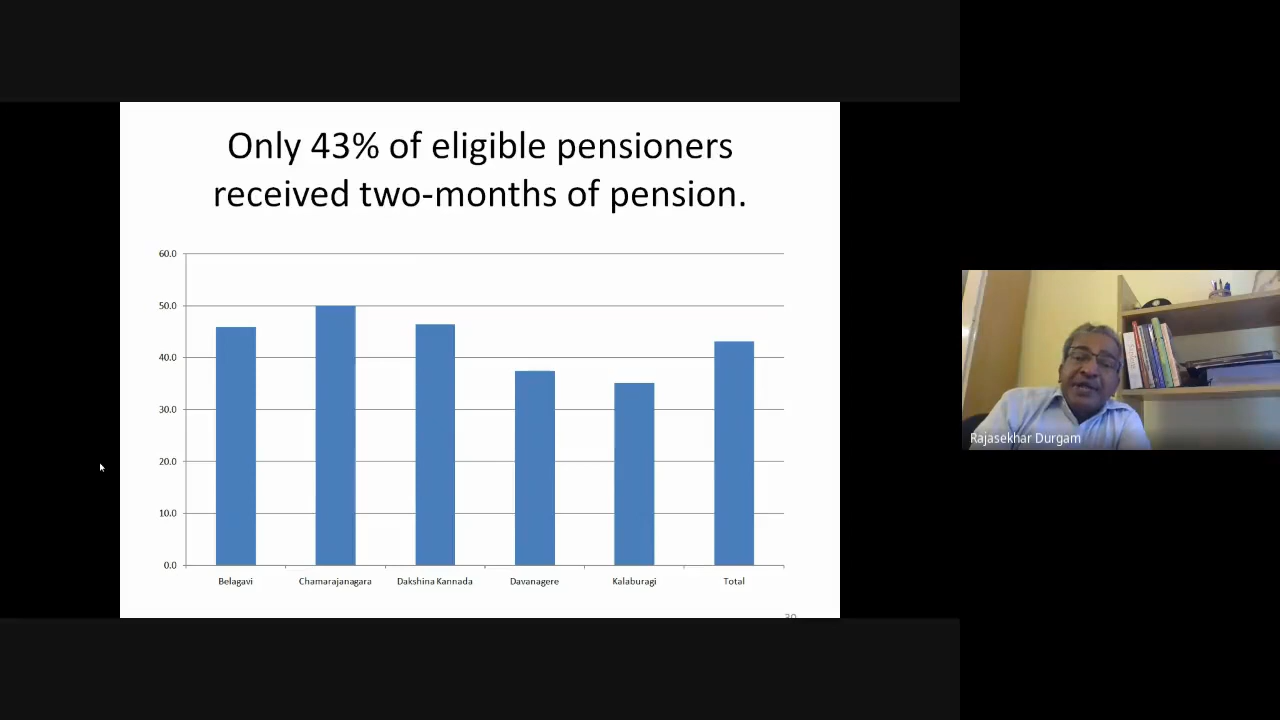 Only 43% of eligible pensioners
received two-months of pension.
60.0
50.0
40.0
30.0
20.0
10.0
0.0
Belagavi
Chamarajanagara
Dakshina Kannada
Davanagere
Kalaburagi
Total
30
Rajasekhar Durgam